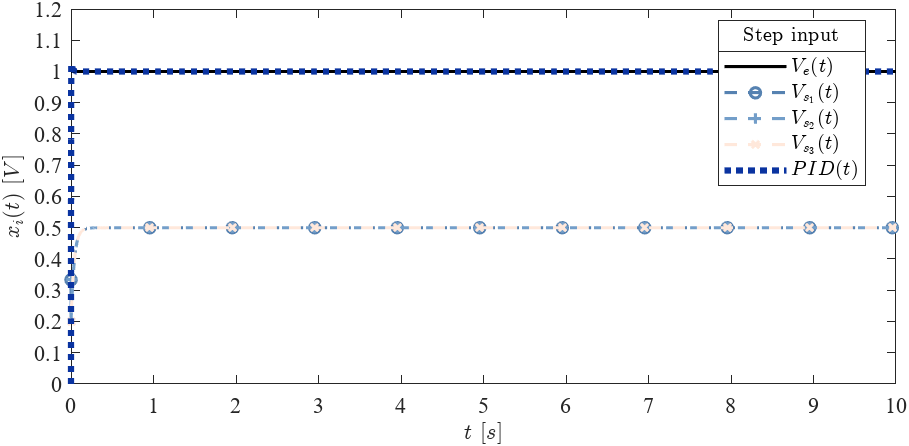 1.2
1.1
1
0.9
0.8
0.7
0.6
0.5
0.4
0.3
0.2
0.1
0
x_i(t) [V]
Step input
V_e(t)
V_{s_1}(t)
V_{s_2}(t)
V_{s_3}(t)
PID(t)
0 1 2 3 4 5 6 7 8 9 10
t [s]